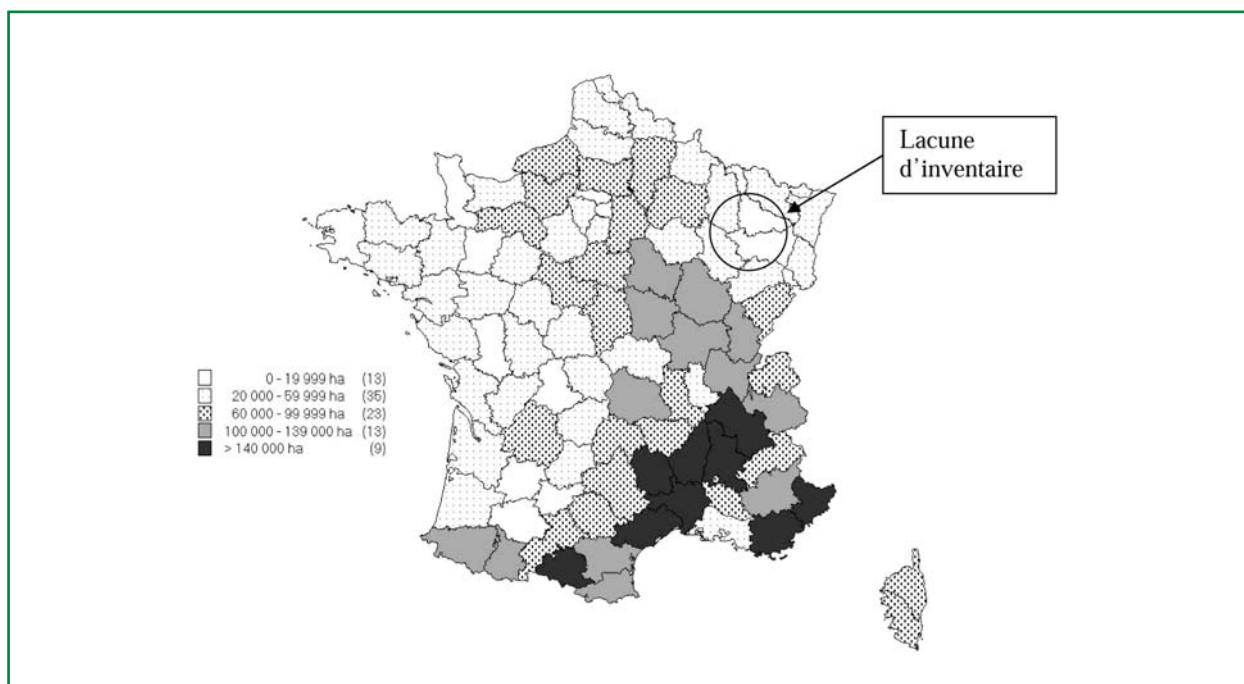 Lacune
d'inventaire
0 - 19 999 ha (13)
20 000 - 59 999 ha (35)
60 000 - 99 999 ha (23)
100 000 - 139 000 ha (13)
> 140 000 ha (9)